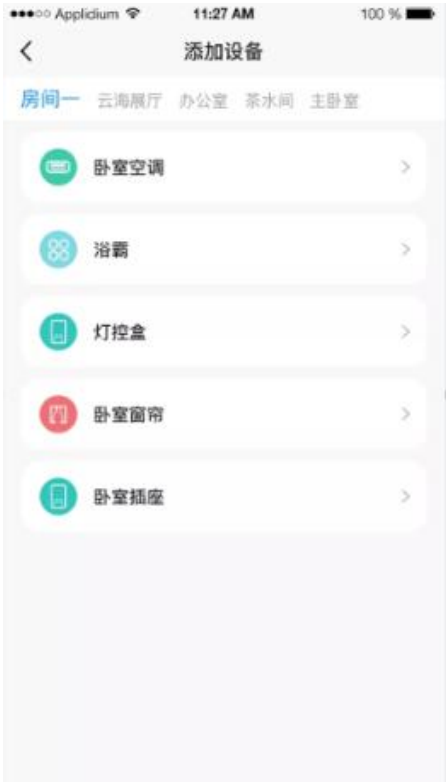 Applidium 11:27 AM 100 %
添加设备
房间一 云海展厅 办公室 茶水间 主卧室
卧室空调
浴霸
灯控盒
卧室窗帘
卧室插座